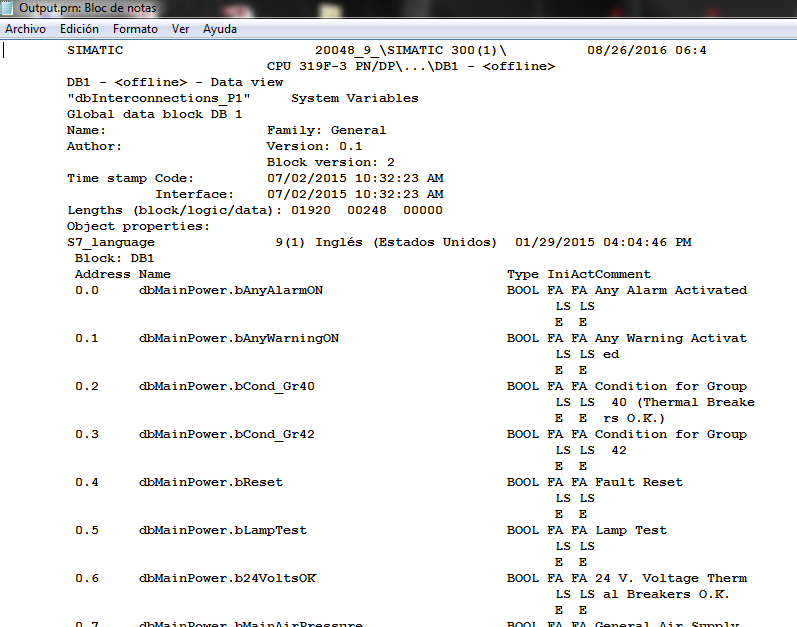 Output.prn: Bloc de notas
Archivo Edición Formato Ver Ayuda
SIMATIC 20048_9_\SIMATIC 300(1)\ 08/26/2016 06:4
CPU 319F-3 PN/DP\...\DB1 - <offline>
DB1 - <offline> - Data view
"dbInterconnections_P1" System Variables
Global data block DB 1
Name: Family: General
Author: Version: 0.1
Block version: 2
Time stamp Code: 07/02/2015 10:32:23 AM
Interface: 07/02/2015 10:32:23 AM
Lengths (block/logic/data): 01920 00248 00000
Object properties:
S7_language 9(1) Inglés (Estados Unidos) 01/29/2015 04:04:46 PM
Block: DB1
Address Name Type IniActComment
0.0 dbMainPower.bAnyAlarmON BOOL FA FA Any Alarm Activated
LS LS
E E
0.1 dbMainPower.bAnyWarningON BOOL FA FA Any Warning Activat
LS LS ed
E E
0.2 dbMainPower.bCond_Gr40 BOOL FA FA Condition for Group
LS LS 40 (Thermal Breake
E E rs O.K.)
0.3 dbMainPower.bCond_Gr42 BOOL FA FA Condition for Group
LS LS 42
E E
0.4 dbMainPower.bReset BOOL FA FA Fault Reset
LS LS
E E
0.5 dbMainPower.bLampTest BOOL FA FA Lamp Test
LS LS
E E
0.6 dbMainPower.b24VoltsOK BOOL FA FA 24 V. Voltage Therm
LS LS al Breakers O.K.
E E
0.7 dbMainPower.bMainAirPressure BOOL FA FA General Air Supply